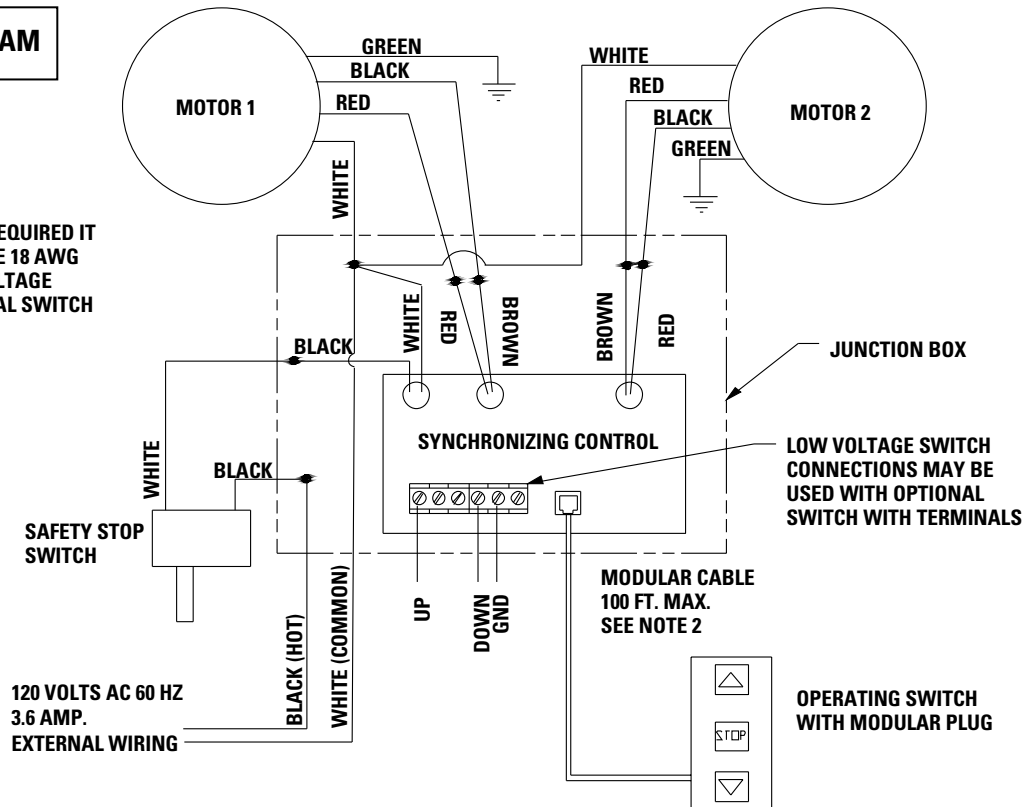 AM
MOTOR 1
GREEN
BLACK
RED
WHITE
WHITE
RED
BLACK
GREEN
MOTOR 2
EQUIRED IT
E 18 AWG
LTAGE
AL SWITCH
BLACK
WHITE
RED
BROWN
BROWN
RED
JUNCTION BOX
SYNCHRONIZING CONTROL
LOW VOLTAGE SWITCH
CONNECTIONS MAY BE
USED WITH OPTIONAL
SWITCH WITH TERMINALS
WHITE
BLACK
SAFETY STOP
SWITCH
BLACK (HOT)
WHITE (COMMON)
UP
DOWN
GND
MODULAR CABLE
100 FT. MAX.
SEE NOTE 2
120 VOLTS AC 60 HZ
3.6 AMP.
EXTERNAL WIRING
STOP
OPERATING SWITCH
WITH MODULAR PLUG